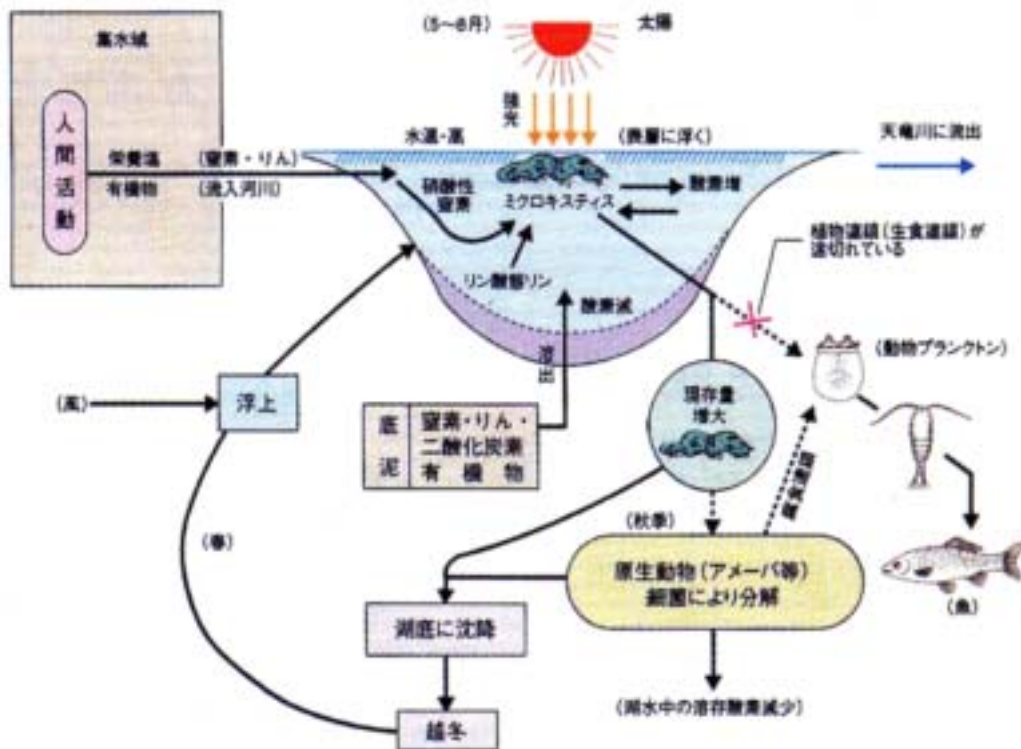 集水域
人間活動
栄養塩 (窒素・りん)
有機物 (流入河川)
(5~8月)
太陽
強光
水温・高
(表層に浮く)
天竜川に流出
硝酸性
窒素
ミクロキスティス
酸素増
リン酸態リン
酸素減
植物連鎖(生食連鎖)が
途切れている
溶出
底泥
窒素・りん・
二酸化炭素
有機物
(風)
浮上
(春)
現存量
増大
(動物プランクトン)
腐食連鎖
(秋季)
原生動物(アメーバ等)
細菌により分解
(魚)
湖底に沈降
越冬
(湖水中の溶存酸素減少)